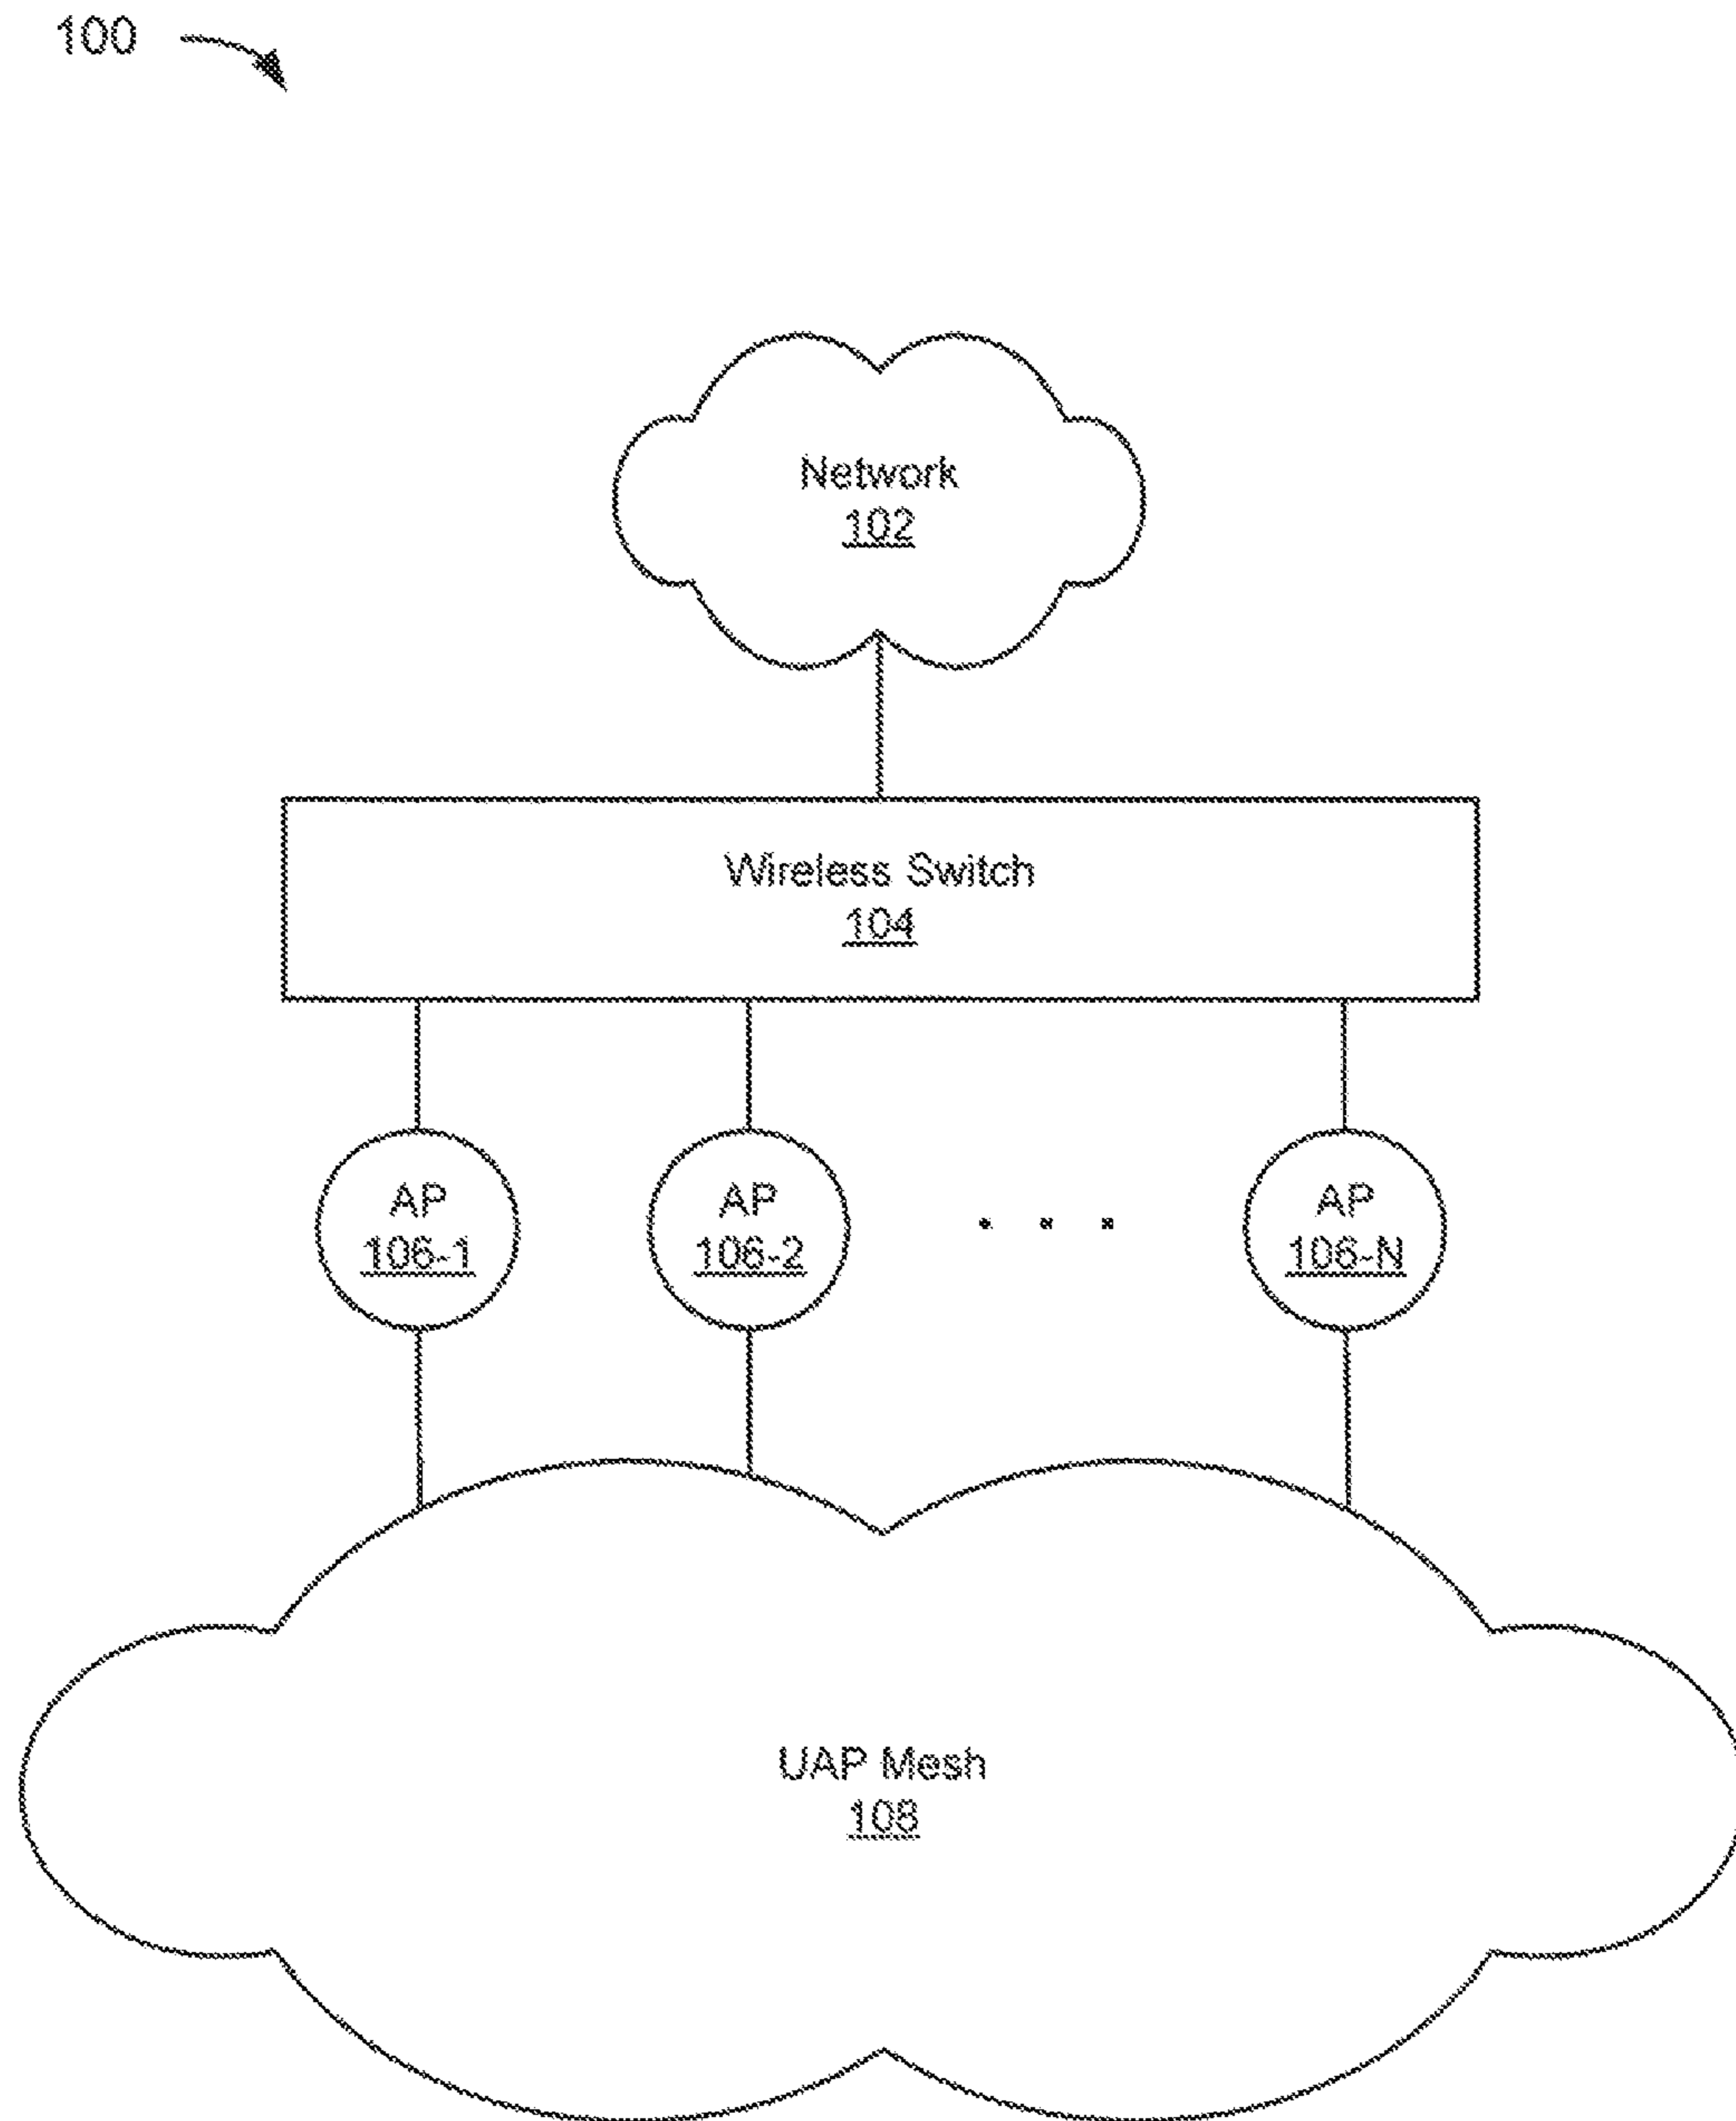 100
Network
102
Wireless Switch
104
AP
106-1
AP
106-2
. . .
AP
106-N
UAP Mesh
108